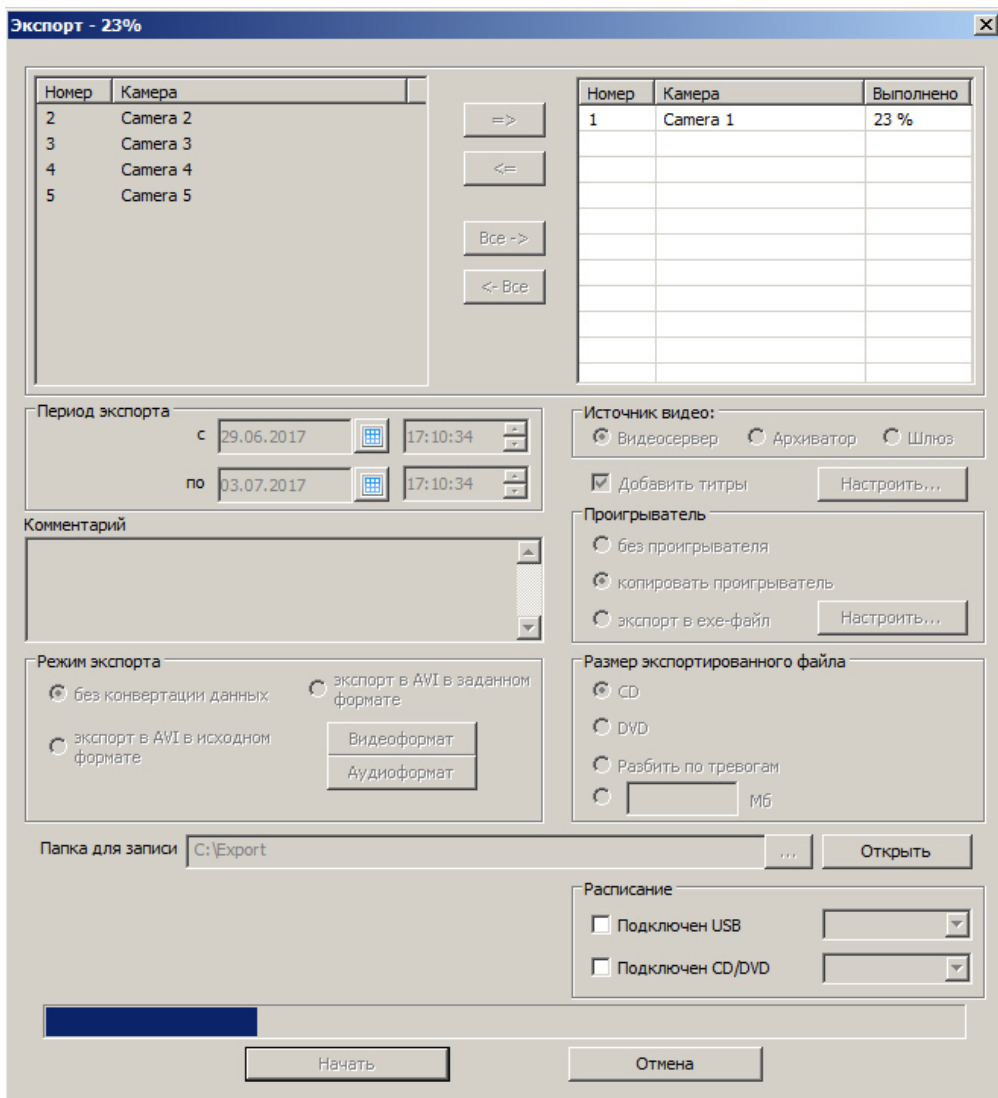 Экспорт - 23%
Номер Камера
2 Camera 2
3 Camera 3
4 Camera 4
5 Camera 5
=>
<=
Все ->
<- Все
Номер Камера Выполнено
1 Camera 1 23 %
Период экспорта
с 29.06.2017 17:10:34
по 03.07.2017 17:10:34
Источник видео:
Видеосервер Архиватор Шлюз
Добавить титры Настроить...
Комментарий
Проигрыватель
без проигрывателя
копировать проигрыватель
экспорт в exe-файл Настроить...
Режим экспорта
без конвертации данных
экспорт в AVI в заданном
формате
экспорт в AVI в исходном
формате
Видеоформат
Аудиоформат
Размер экспортированного файла
CD
DVD
Разбить по тревогам
Мб
Папка для записи C:\Export ... Открыть
Расписание
Подключен USB
Подключен CD/DVD
Начать Отмена